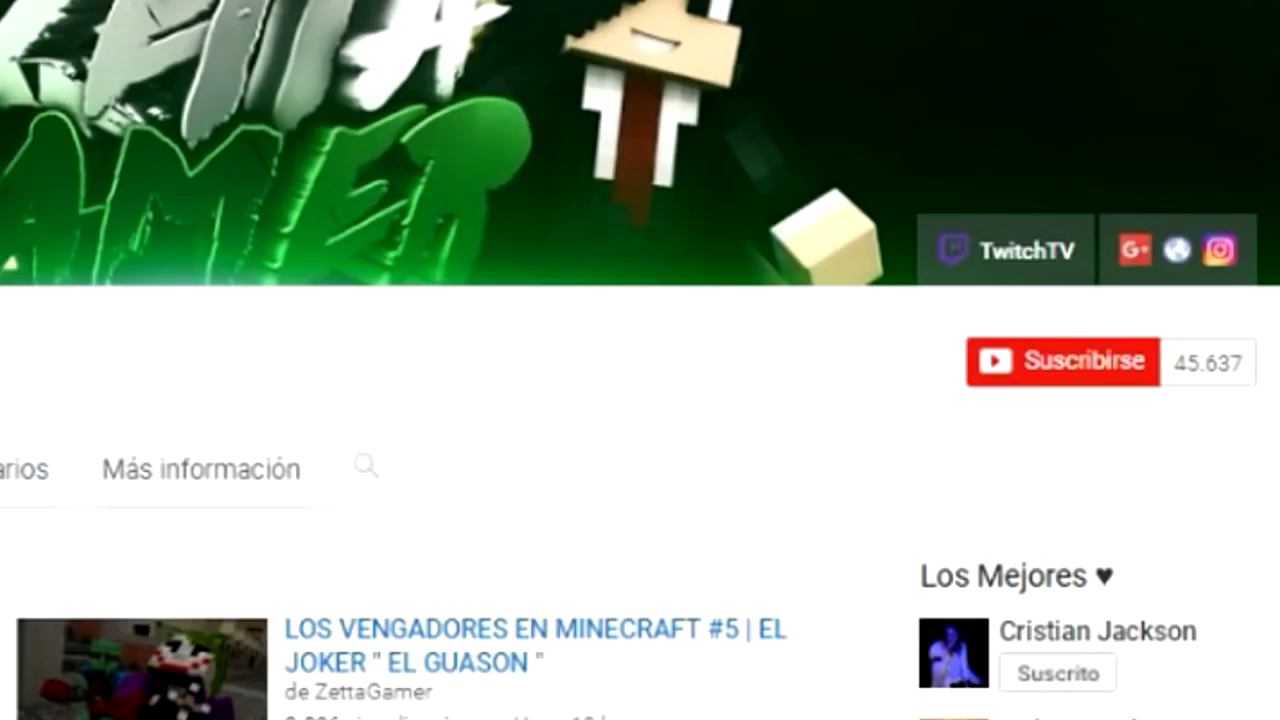 GAMER
TwitchTV
G+
Suscribirse 45.637
Más información
Los Mejores ♥
LOS VENGADORES EN MINECRAFT #5 | EL
JOKER " EL GUASON "
de ZettaGamer
Cristian Jackson
Suscrito